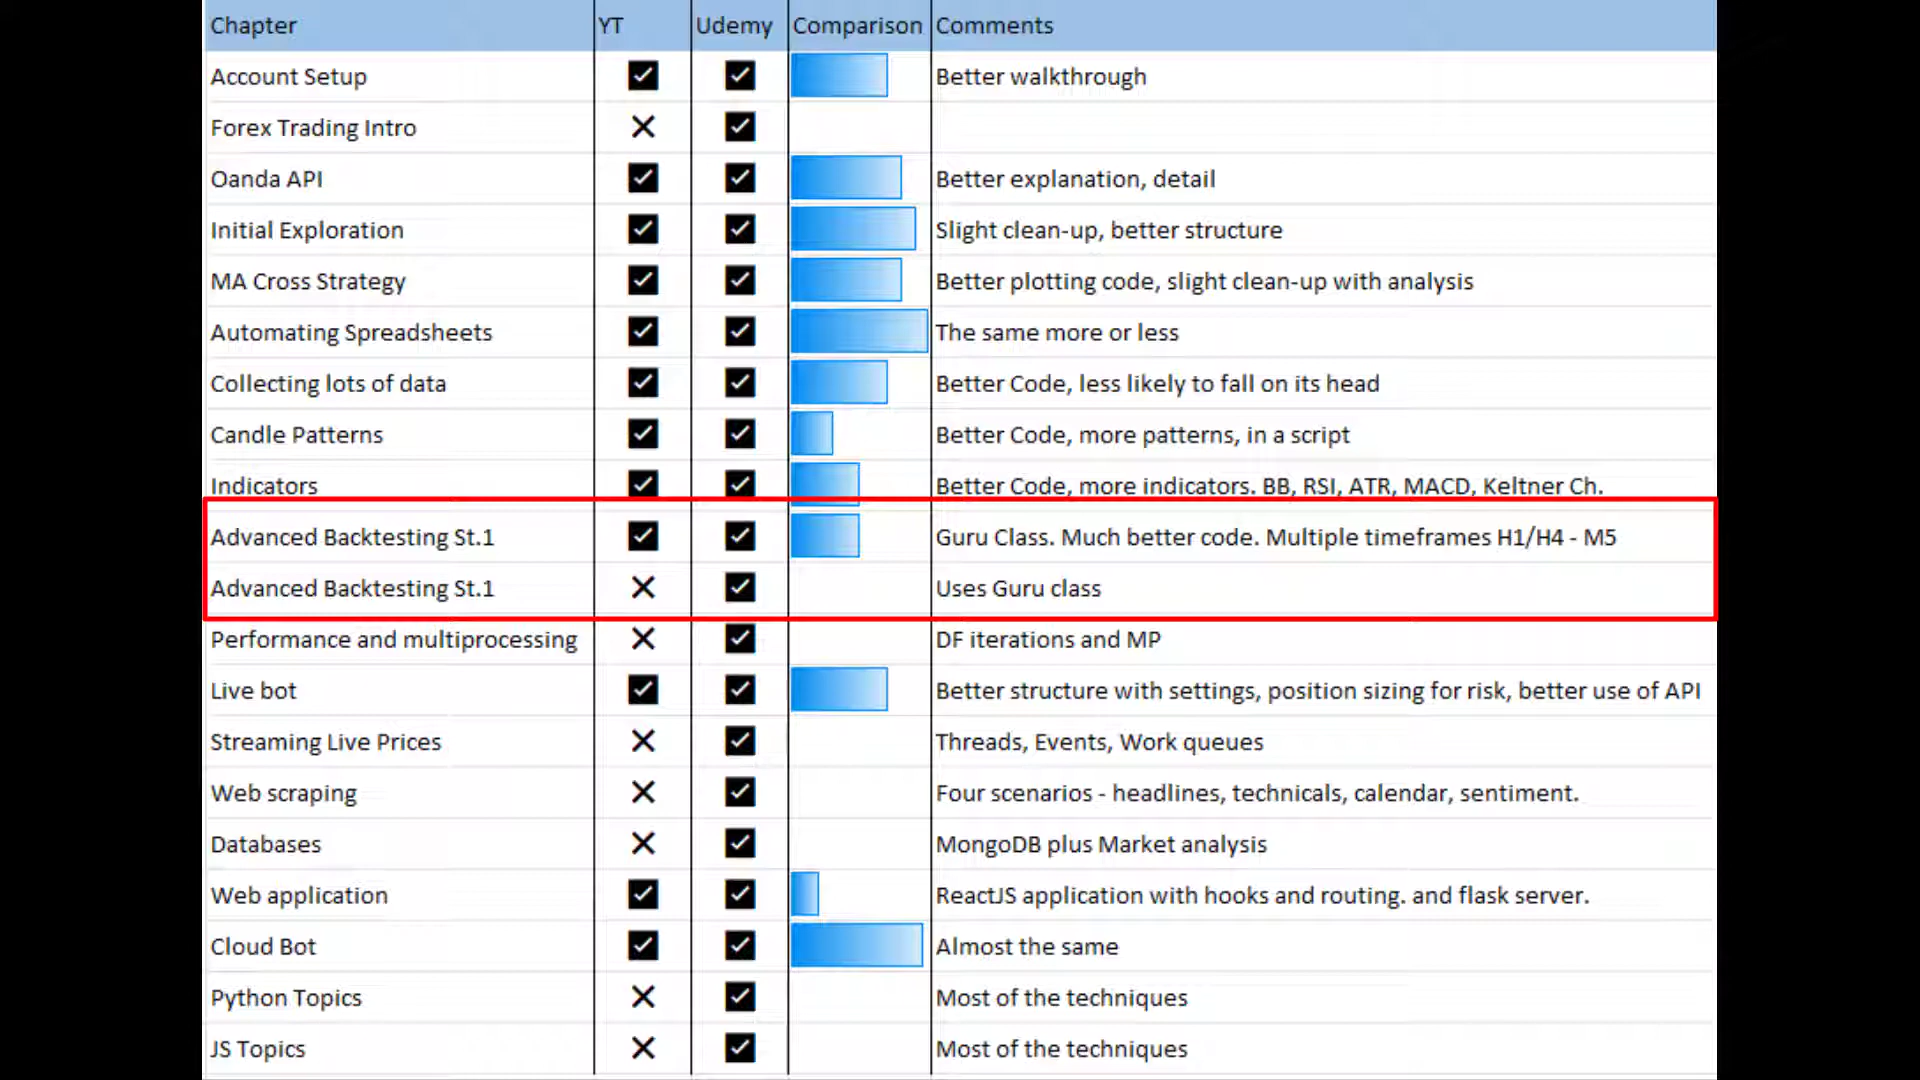 Chapter YT Udemy Comparison Comments
Account Setup Better walkthrough
Forex Trading Intro
Oanda API Better explanation, detail
Initial Exploration Slight clean-up, better structure
MA Cross Strategy Better plotting code, slight clean-up with analysis
Automating Spreadsheets The same more or less
Collecting lots of data Better Code, less likely to fall on its head
Candle Patterns Better Code, more patterns, in a script
Indicators Better Code, more indicators. BB, RSI, ATR, MACD, Keltner Ch.
Advanced Backtesting St.1 Guru Class. Much better code. Multiple timeframes H1/H4 - M5
Advanced Backtesting St.1 Uses Guru class
Performance and multiprocessing DF iterations and MP
Live bot Better structure with settings, position sizing for risk, better use of API
Streaming Live Prices Threads, Events, Work queues
Web scraping Four scenarios - headlines, technicals, calendar, sentiment.
Databases MongoDB plus Market analysis
Web application ReactJS application with hooks and routing. and flask server.
Cloud Bot Almost the same
Python Topics Most of the techniques
JS Topics Most of the techniques